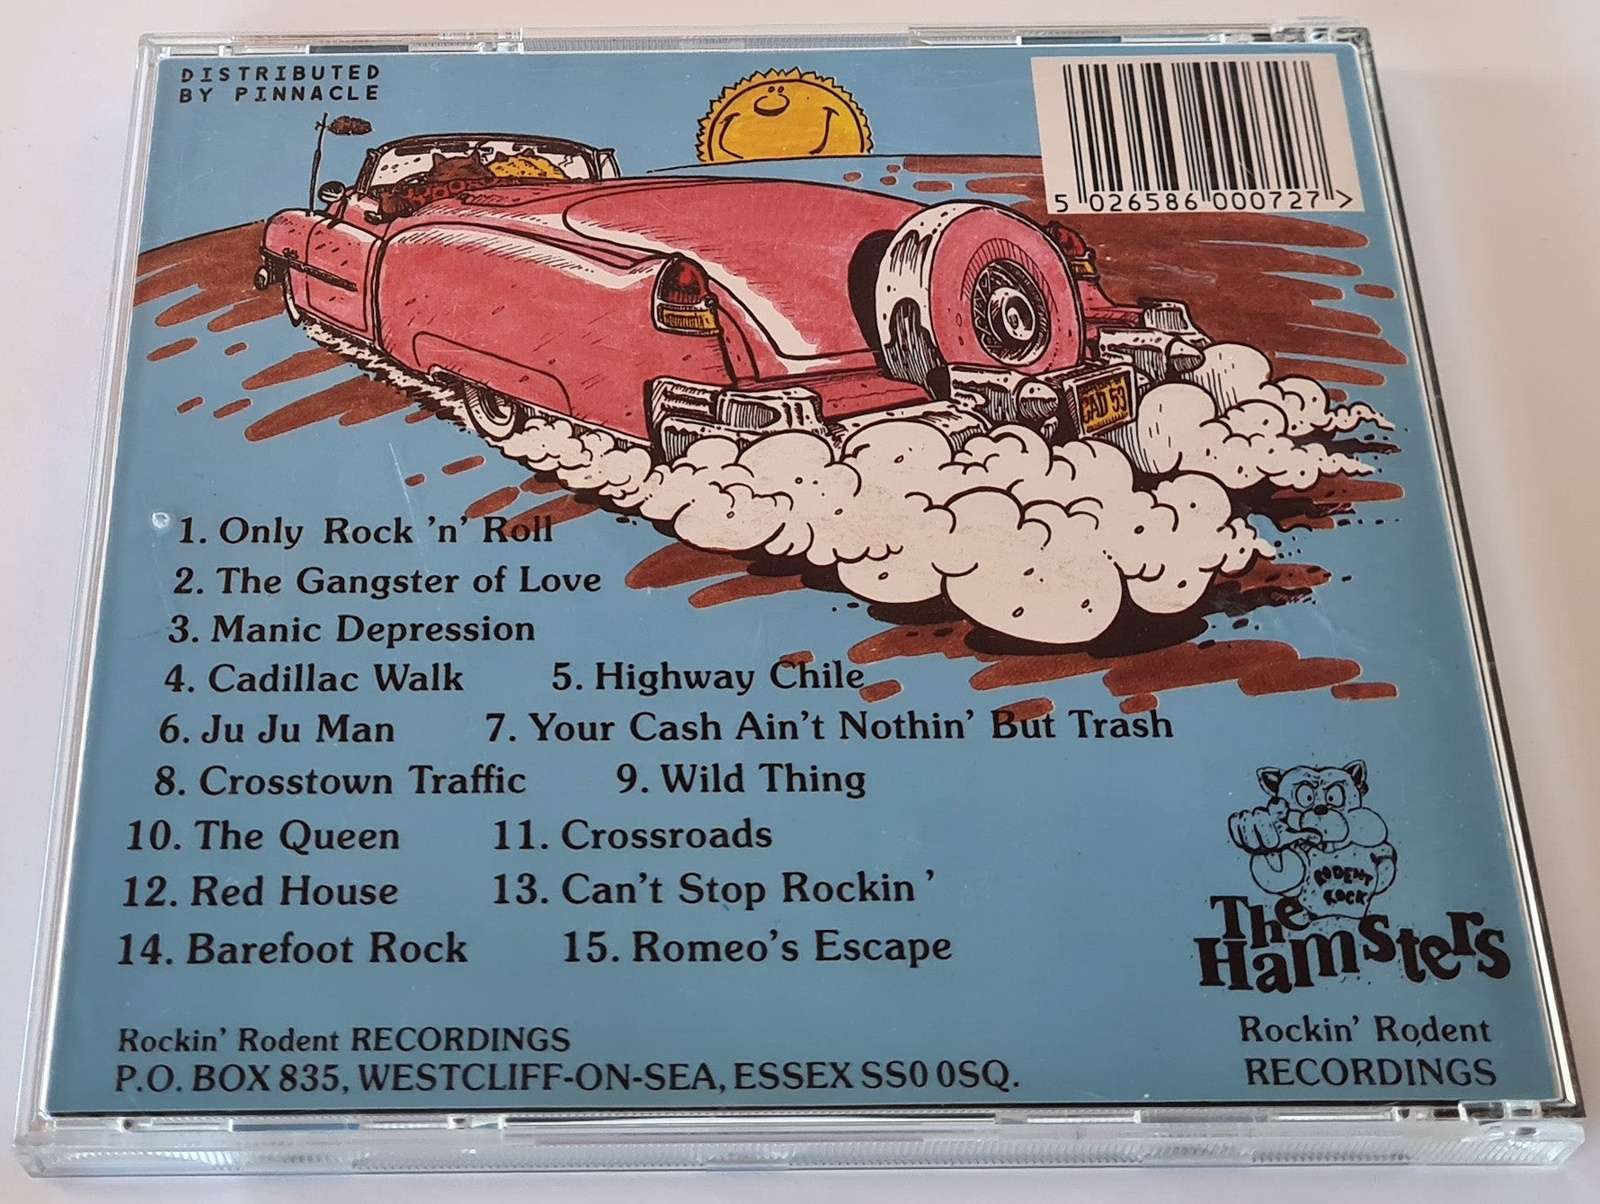 DISTRIBUTED
BY PINNACLE
5 026586 000727 >
CAD 53
1. Only Rock 'n' Roll
2. The Gangster of Love
3. Manic Depression
4. Cadillac Walk 5. Highway Chile
6. Ju Ju Man 7. Your Cash Ain't Nothin' But Trash
8. Crosstown Traffic 9. Wild Thing
10. The Queen 11. Crossroads
12. Red House 13. Can't Stop Rockin'
14. Barefoot Rock 15. Romeo's Escape
RODENT
ROCK
The
Hamsters
Rockin' Rodent RECORDINGS
P.O. BOX 835, WESTCLIFF-ON-SEA, ESSEX SS0 0SQ.
Rockin' Rodent
RECORDINGS